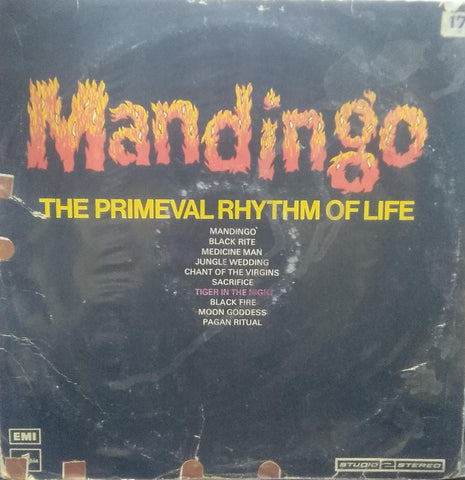 17
Mandingo
THE PRIMEVAL RHYTHM OF LIFE
MANDINGO
BLACK RITE
MEDICINE MAN
JUNGLE WEDDING
CHANT OF THE VIRGINS
SACRIFICE
TIGER IN THE NIGHT
BLACK FIRE
MOON GODDESS
PAGAN RITUAL
EMI
STUDIO 2 STEREO